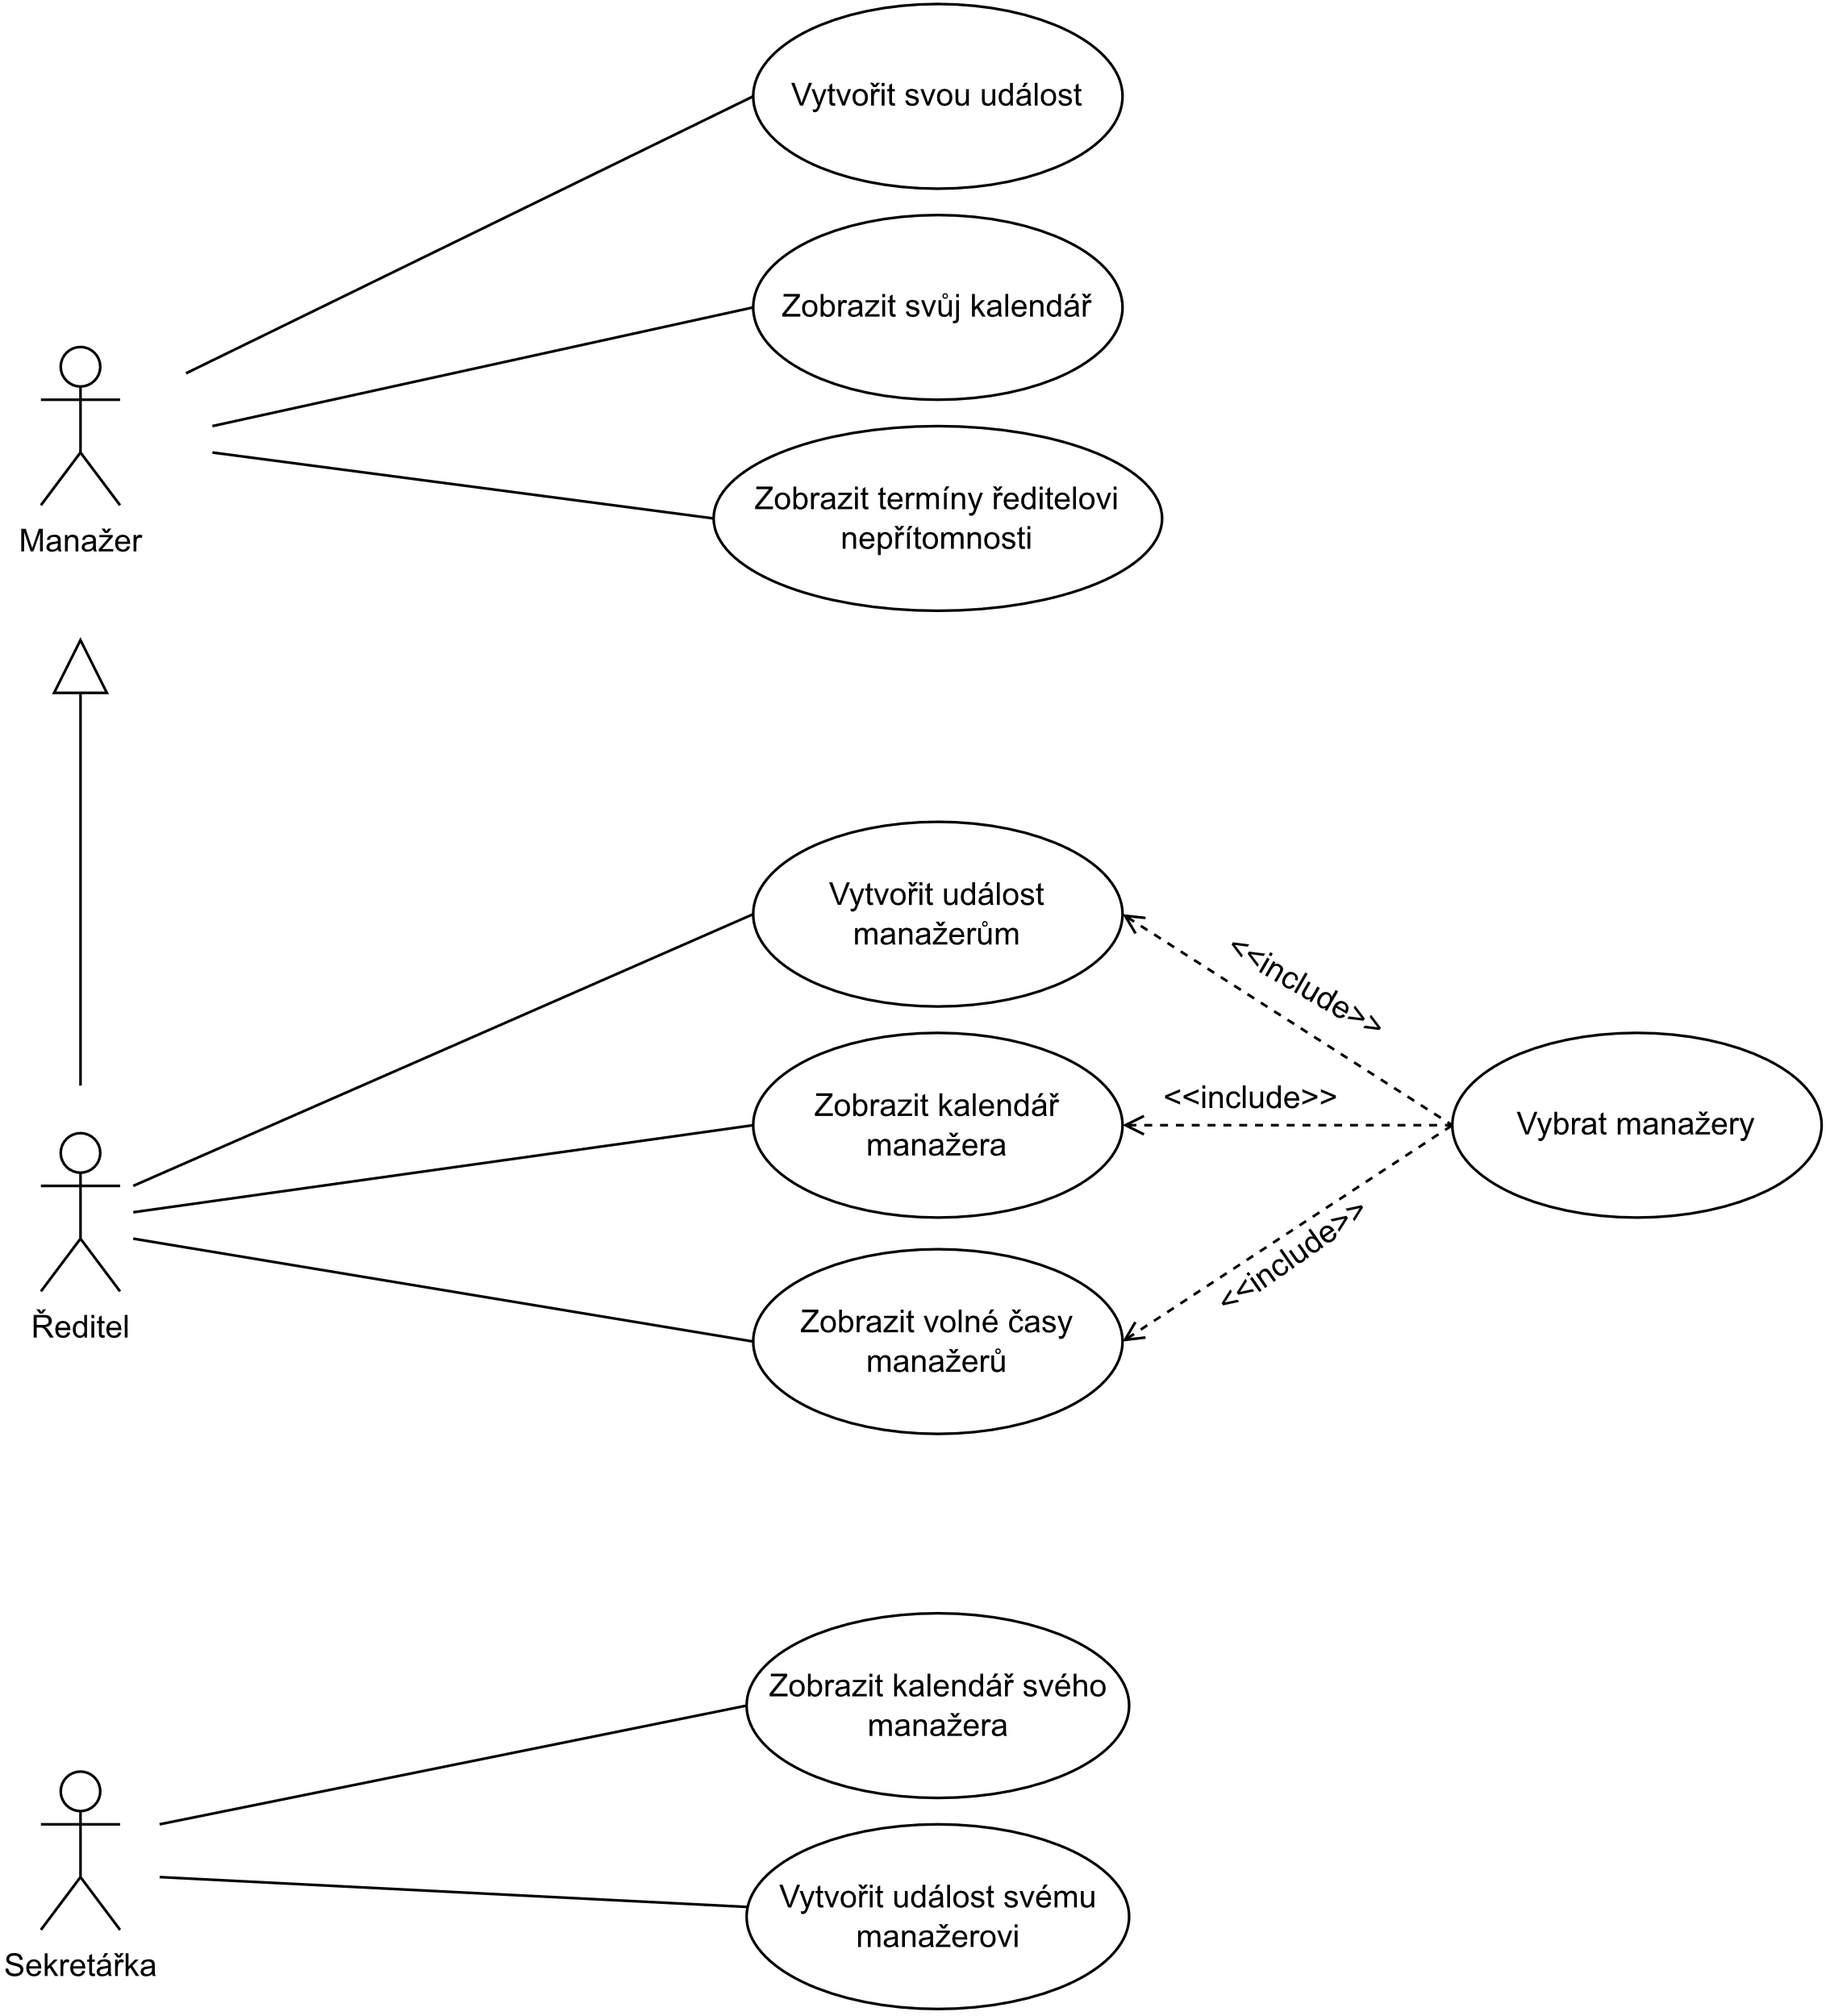 Vytvořit svou událost
Zobrazit svůj kalendář
Zobrazit termíny ředitelovi
nepřítomnosti
Manažer
Vytvořit událost
manažerům
<<include>>
Zobrazit kalendář
manažera
<<include>>
Vybrat manažery
<<include>>
Zobrazit volné časy
manažerů
Ředitel
Zobrazit kalendář svého
manažera
Vytvořit událost svému
manažerovi
Sekretářka